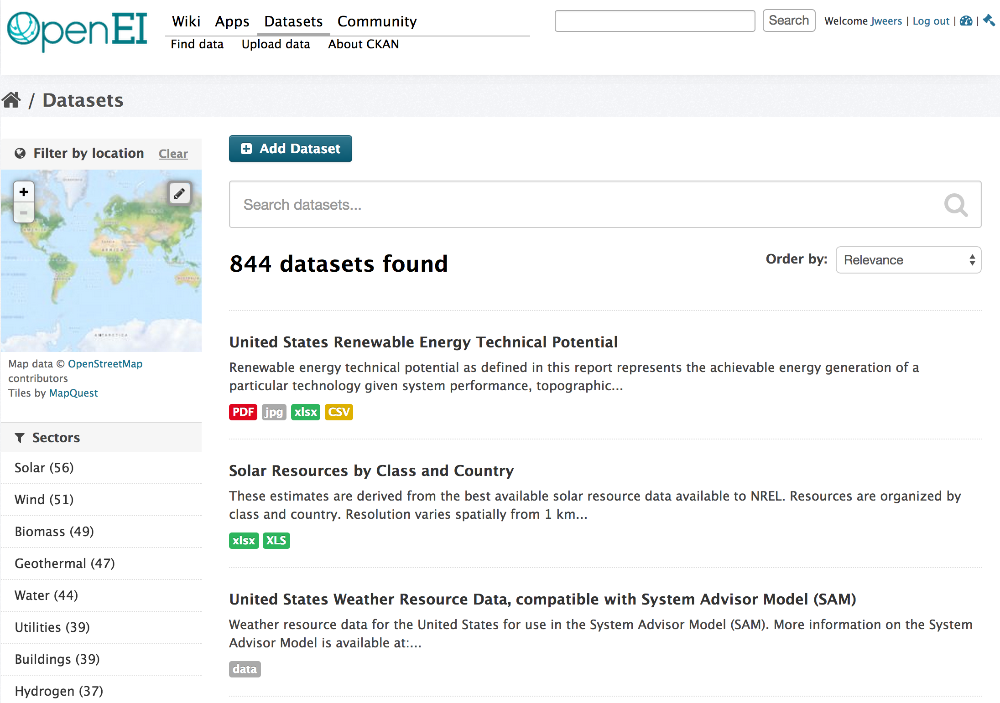 OpenEI
Wiki Apps Datasets Community
Find data Upload data About CKAN
Search
Welcome Jweers | Log out | |
/ Datasets
Filter by location Clear
+
-
AFRICA
ANTARCTICA
Map data © OpenStreetMap
contributors
Tiles by MapQuest
Sectors
Solar (56)
Wind (51)
Biomass (49)
Geothermal (47)
Water (44)
Utilities (39)
Buildings (39)
Hydrogen (37)
Add Dataset
Search datasets...
844 datasets found
Order by: Relevance
United States Renewable Energy Technical Potential
Renewable energy technical potential as defined in this report represents the achievable energy generation of a
particular technology given system performance, topographic...
PDF jpg xlsx CSV
Solar Resources by Class and Country
These estimates are derived from the best available solar resource data available to NREL. Resources are organized by
class and country. Resolution varies spatially from 1 km...
xlsx XLS
United States Weather Resource Data, compatible with System Advisor Model (SAM)
Weather resource data for the United States for use in the System Advisor Model (SAM). More information on the System
Advisor Model is available at:...
data